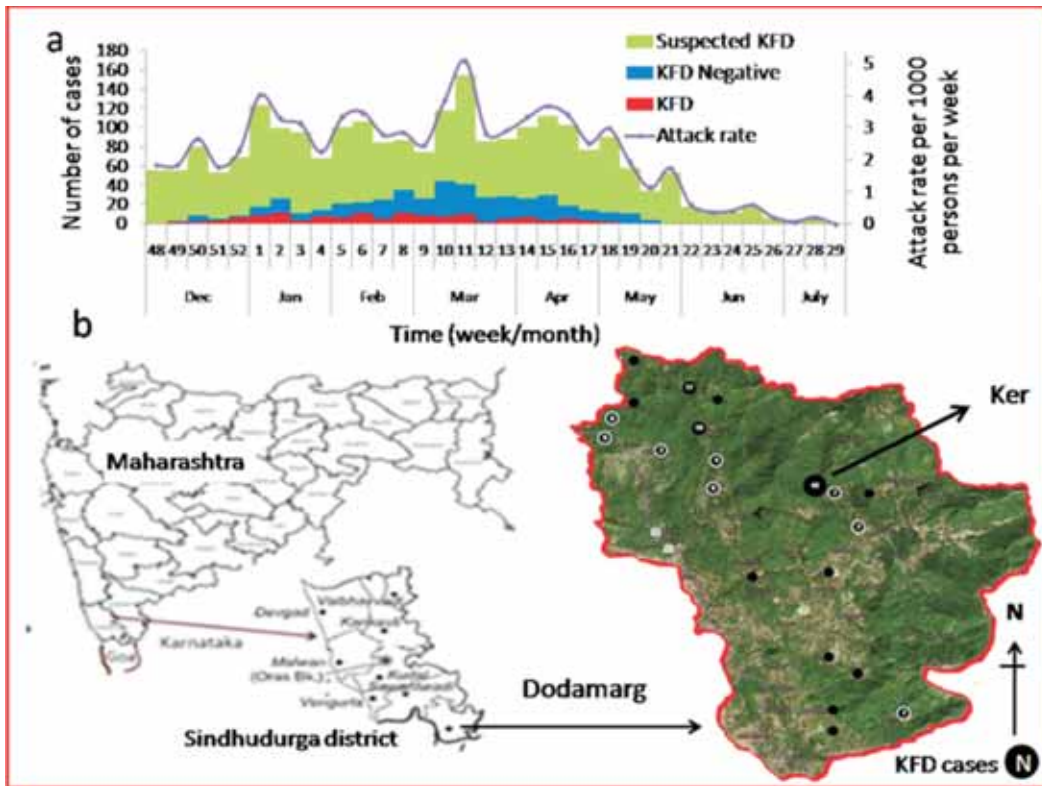 a
Suspected KFD
KFD Negative
KFD
Attack rate
Number of cases
180
160
140
120
100
80
60
40
20
0
5
4
3
2
1
0
Attack rate per 1000
persons per week
48 49 50 51 52 1 2 3 4 5 6 7 8 9 10 11 12 13 14 15 16 17 18 19 20 21 22 23 24 25 26 27 28 29
Dec Jan Feb Mar Apr May Jun July
Time (week/month)
b
Maharashtra
Karnataka
Goa
Devgad
Malwan
(Oras Bk.)
Vengurla
Sindhudurga district
Dodamarg
Ker
N
KFD cases N